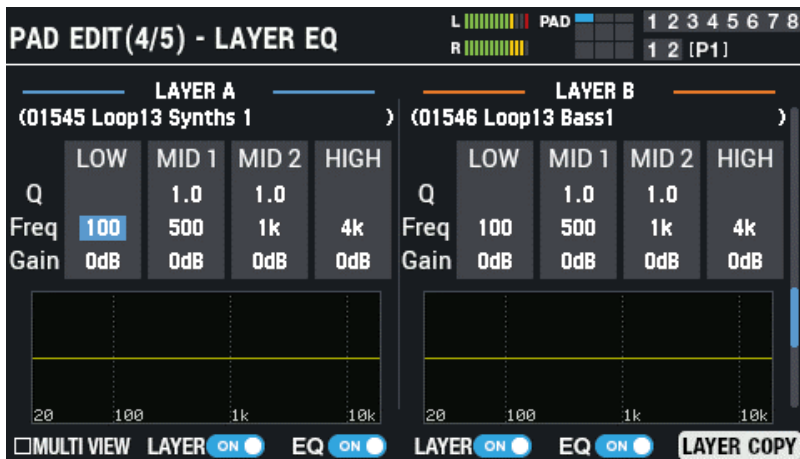 PAD EDIT(4/5) - LAYER EQ
L
R
PAD
1 2 3 4 5 6 7 8
1 2 [P1]
LAYER A
(01545 Loop13 Synths 1 )
LOW MID 1 MID 2 HIGH
Q 1.0 1.0
Freq 100 500 1k 4k
Gain 0dB 0dB 0dB 0dB
20 100 1k 10k
LAYER B
(01546 Loop13 Bass1 )
LOW MID 1 MID 2 HIGH
Q 1.0 1.0
Freq 100 500 1k 4k
Gain 0dB 0dB 0dB 0dB
20 100 1k 10k
MULTI VIEW LAYER ON EQ ON LAYER ON EQ ON LAYER COPY